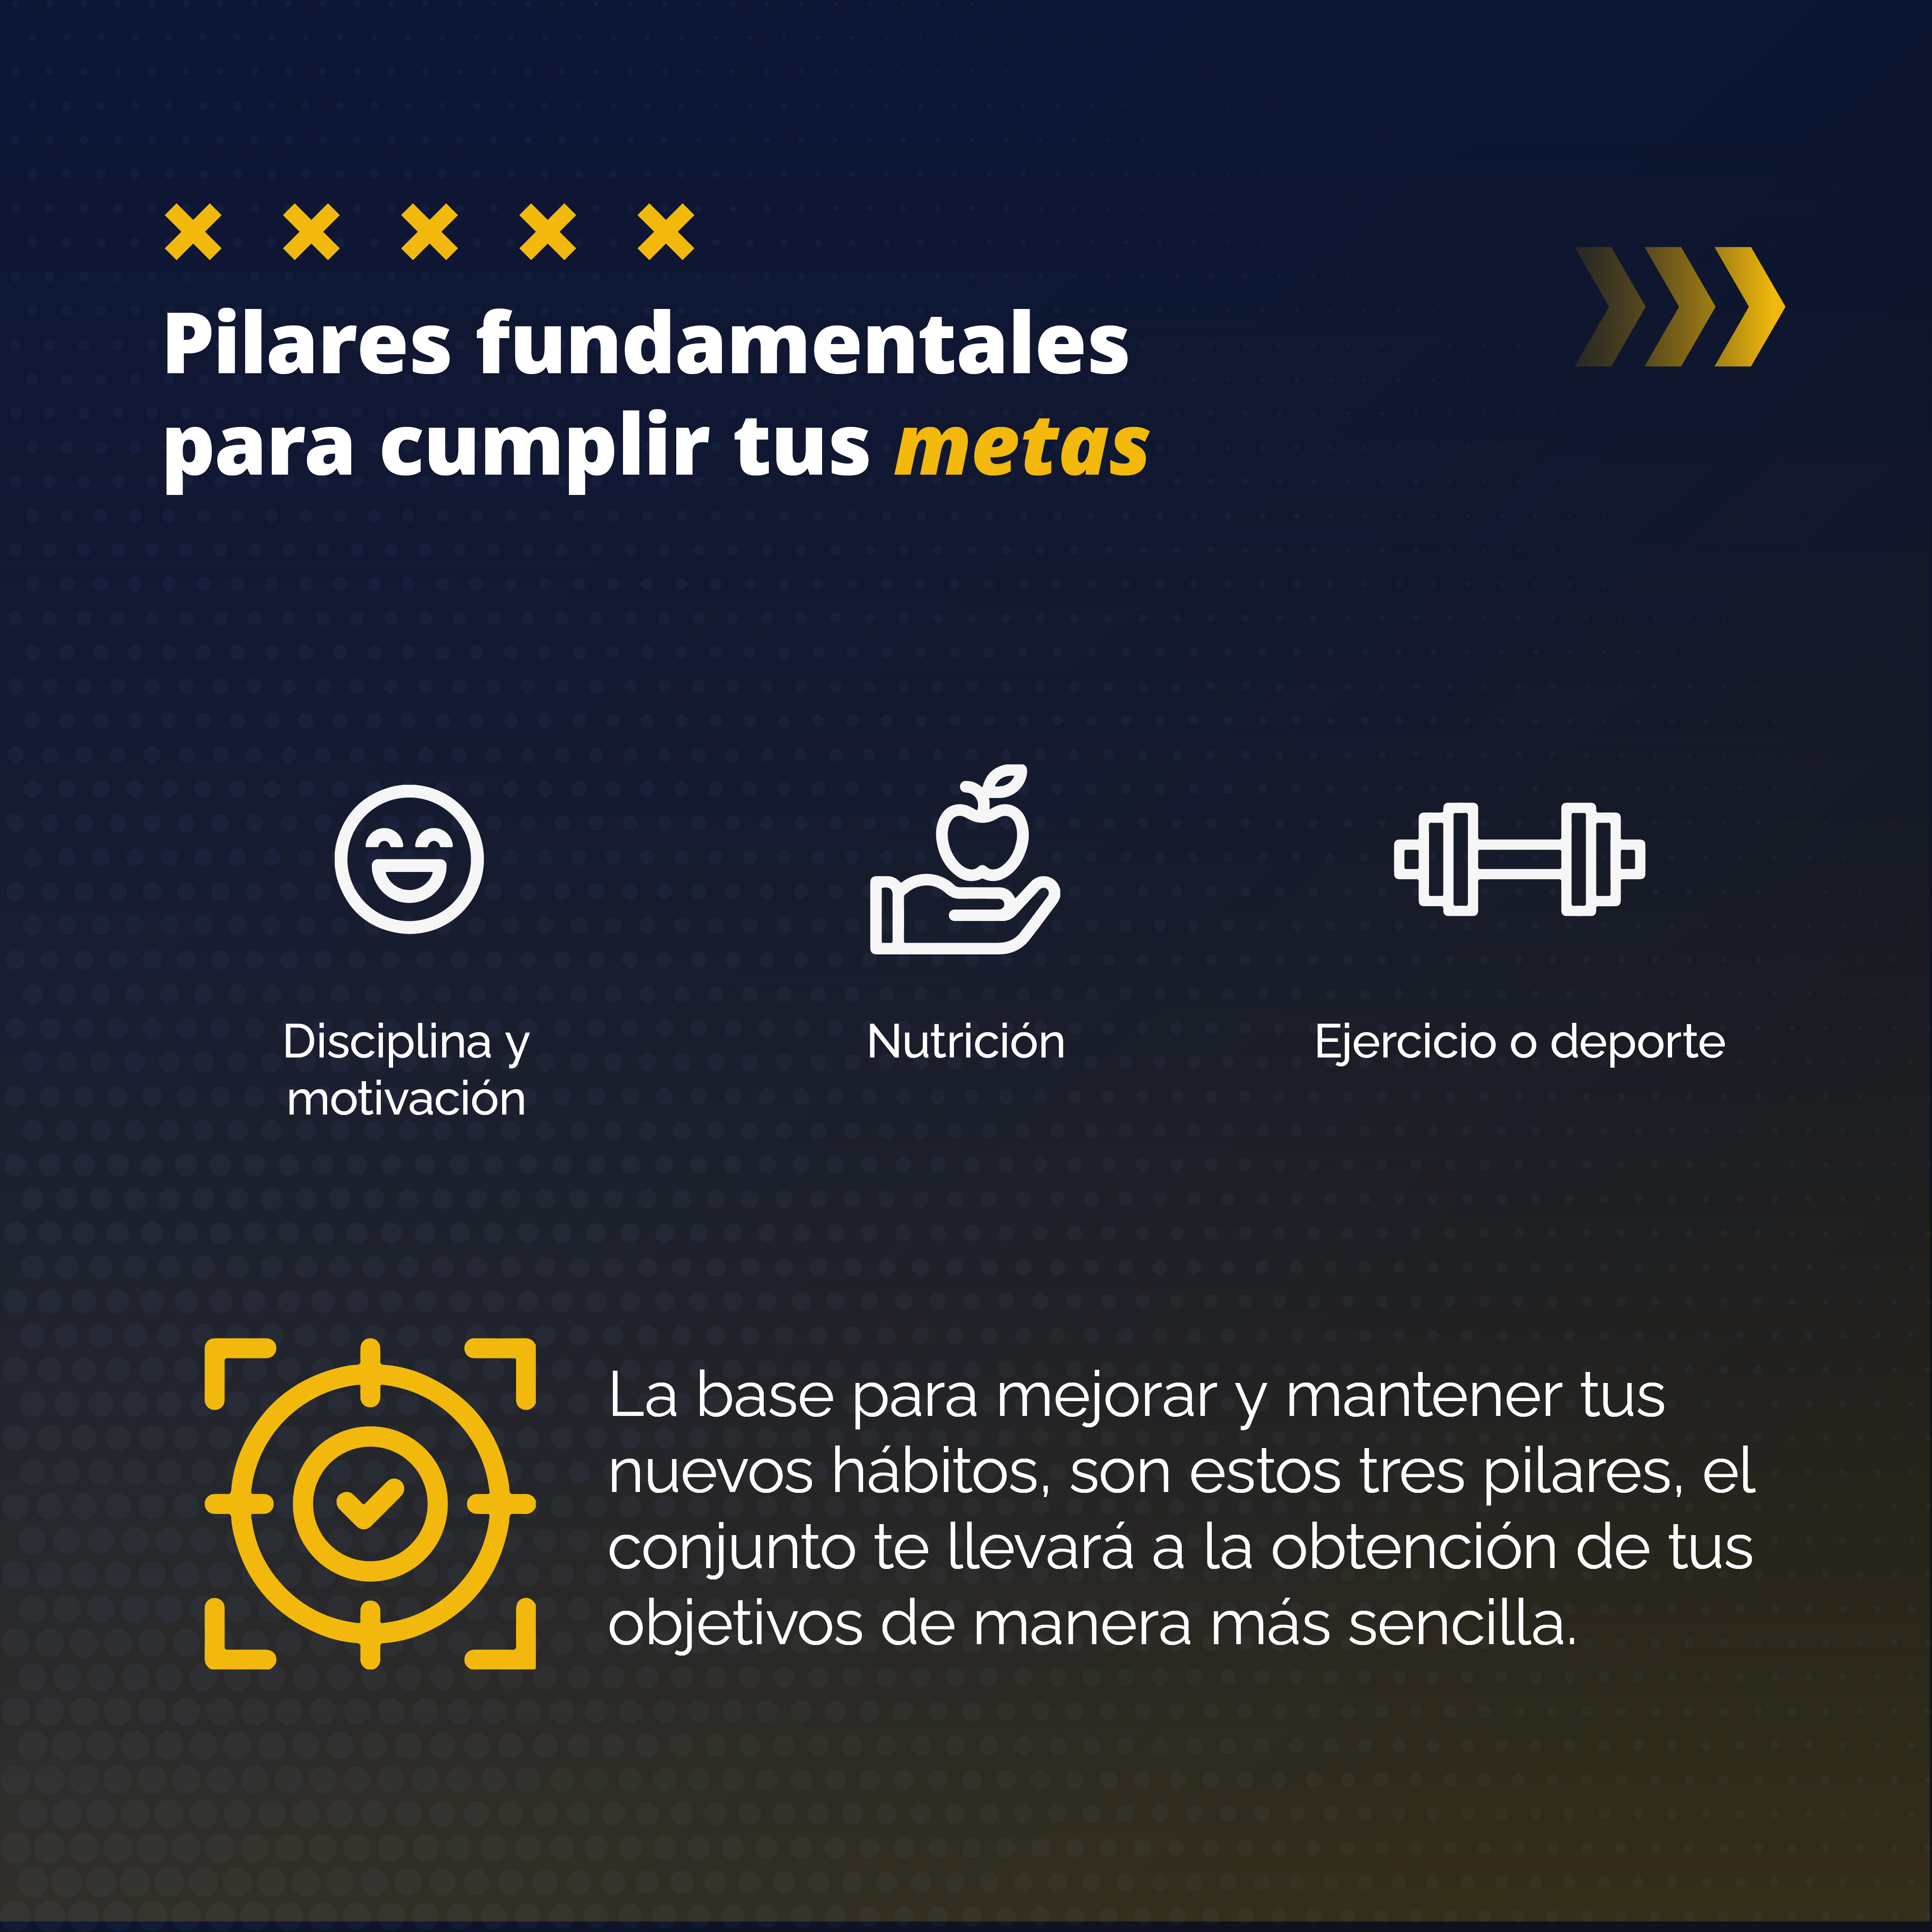 Pilares fundamentales
para cumplir tus metas
Disciplina y
motivación
Nutrición
Ejercicio o deporte
La base para mejorar y mantener tus
nuevos hábitos, son estos tres pilares, el
conjunto te llevará a la obtención de tus
objetivos de manera más sencilla.